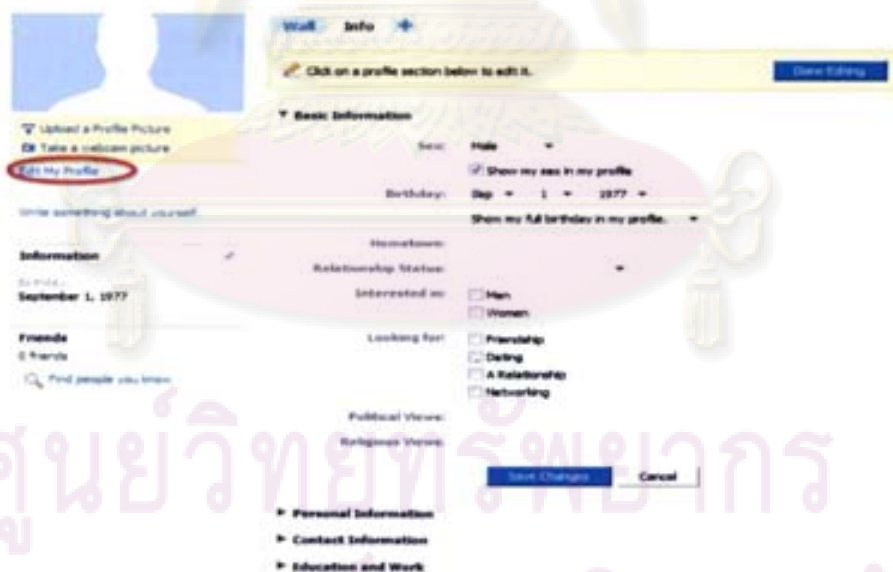 Wall Info +
Click on a profile section below to edit it.
Done Editing
Upload a Profile Picture
Take a webcam picture
Edit My Profile
Write something about yourself.
Information
September 1, 1977
Friends
0 friends
Find people you know
Basic Information
Sex: Male
Show my sex in my profile
Birthday: Sep 1 1977
Show my full birthday in my profile.
Hometown:
Relationship Status:
Interested in: Men
Women
Looking for: Friendship
Dating
A Relationship
Networking
Political Views:
Religious Views:
Save Changes Cancel
ศูนย์วิทยทรัพยากร
Personal Information
Contact Information
Education and Work